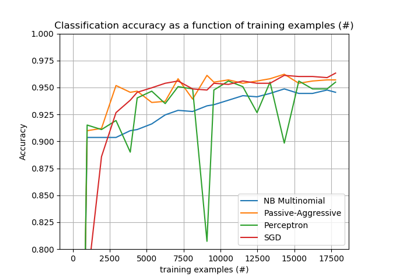 Classification accuracy as a function of training examples (#)
1.000
0.975
0.950
0.925
0.900
0.875
0.850
0.825
0.800
Accuracy
NB Multinomial
Passive-Aggressive
Perceptron
SGD
0 2500 5000 7500 10000 12500 15000 17500
training examples (#)